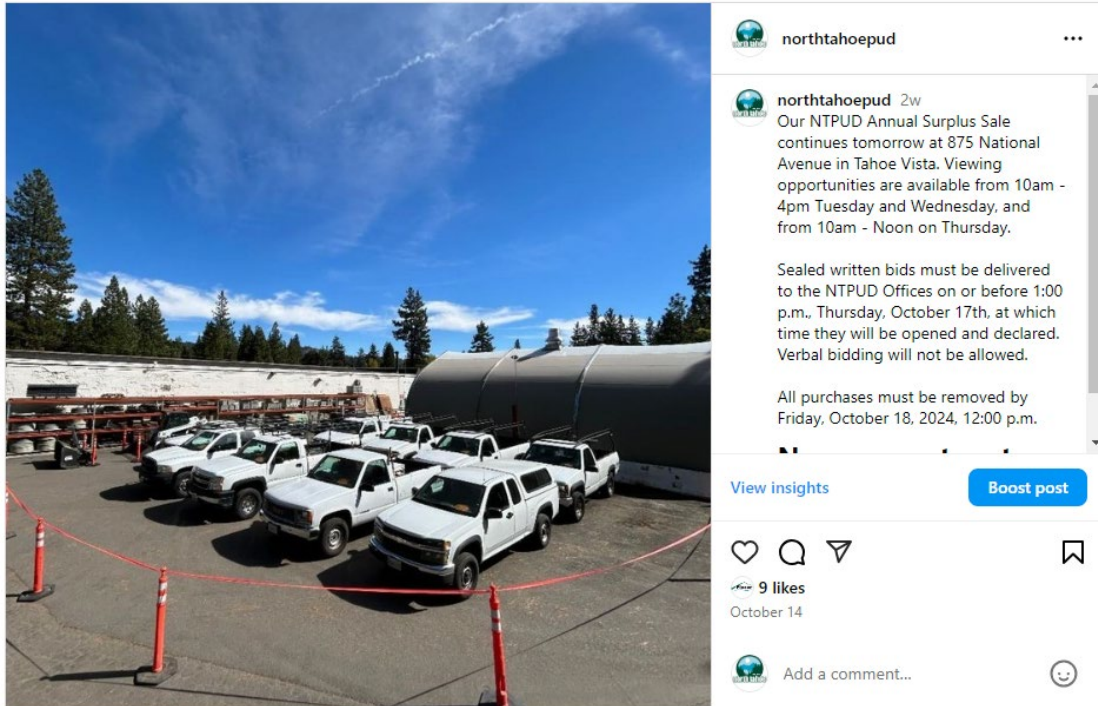 northtahoepud
northtahoepud 2w
Our NTPUD Annual Surplus Sale
continues tomorrow at 875 National
Avenue in Tahoe Vista. Viewing
opportunities are available from 10am -
4pm Tuesday and Wednesday, and
from 10am - Noon on Thursday.
Sealed written bids must be delivered
to the NTPUD Offices on or before 1:00
p.m., Thursday, October 17th, at which
time they will be opened and declared.
Verbal bidding will not be allowed.
All purchases must be removed by
Friday, October 18, 2024, 12:00 p.m.
View insights
Boost post
9 likes
October 14
Add a comment...